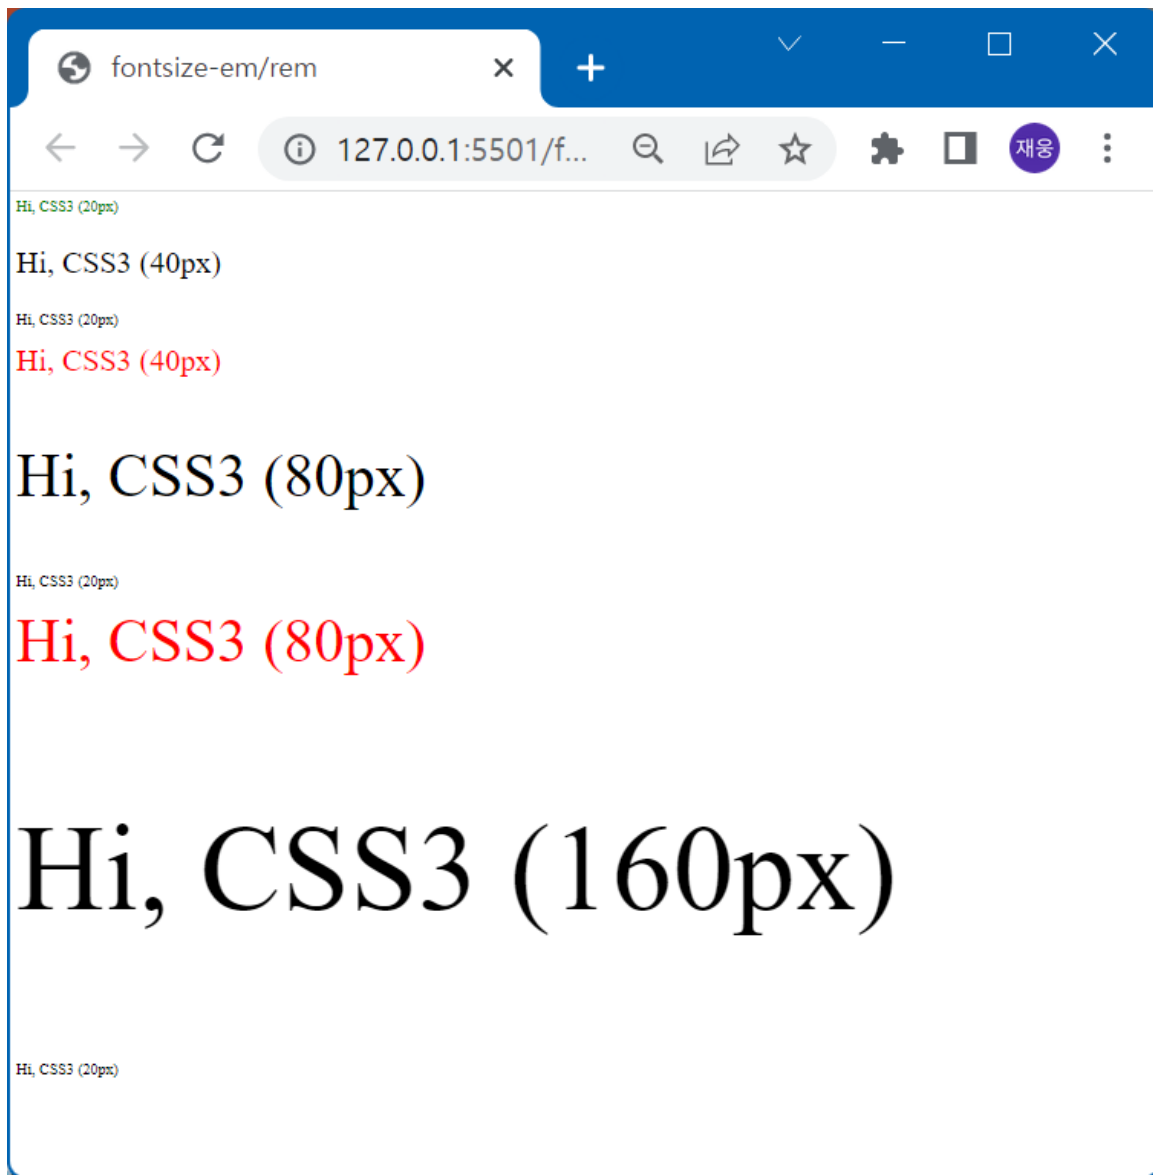 fontsize-em/rem
127.0.0.1:5501/f...
재웅
Hi, CSS3 (20px)
Hi, CSS3 (40px)
Hi, CSS3 (20px)
Hi, CSS3 (40px)
Hi, CSS3 (80px)
Hi, CSS3 (20px)
Hi, CSS3 (80px)
Hi, CSS3 (160px)
Hi, CSS3 (20px)